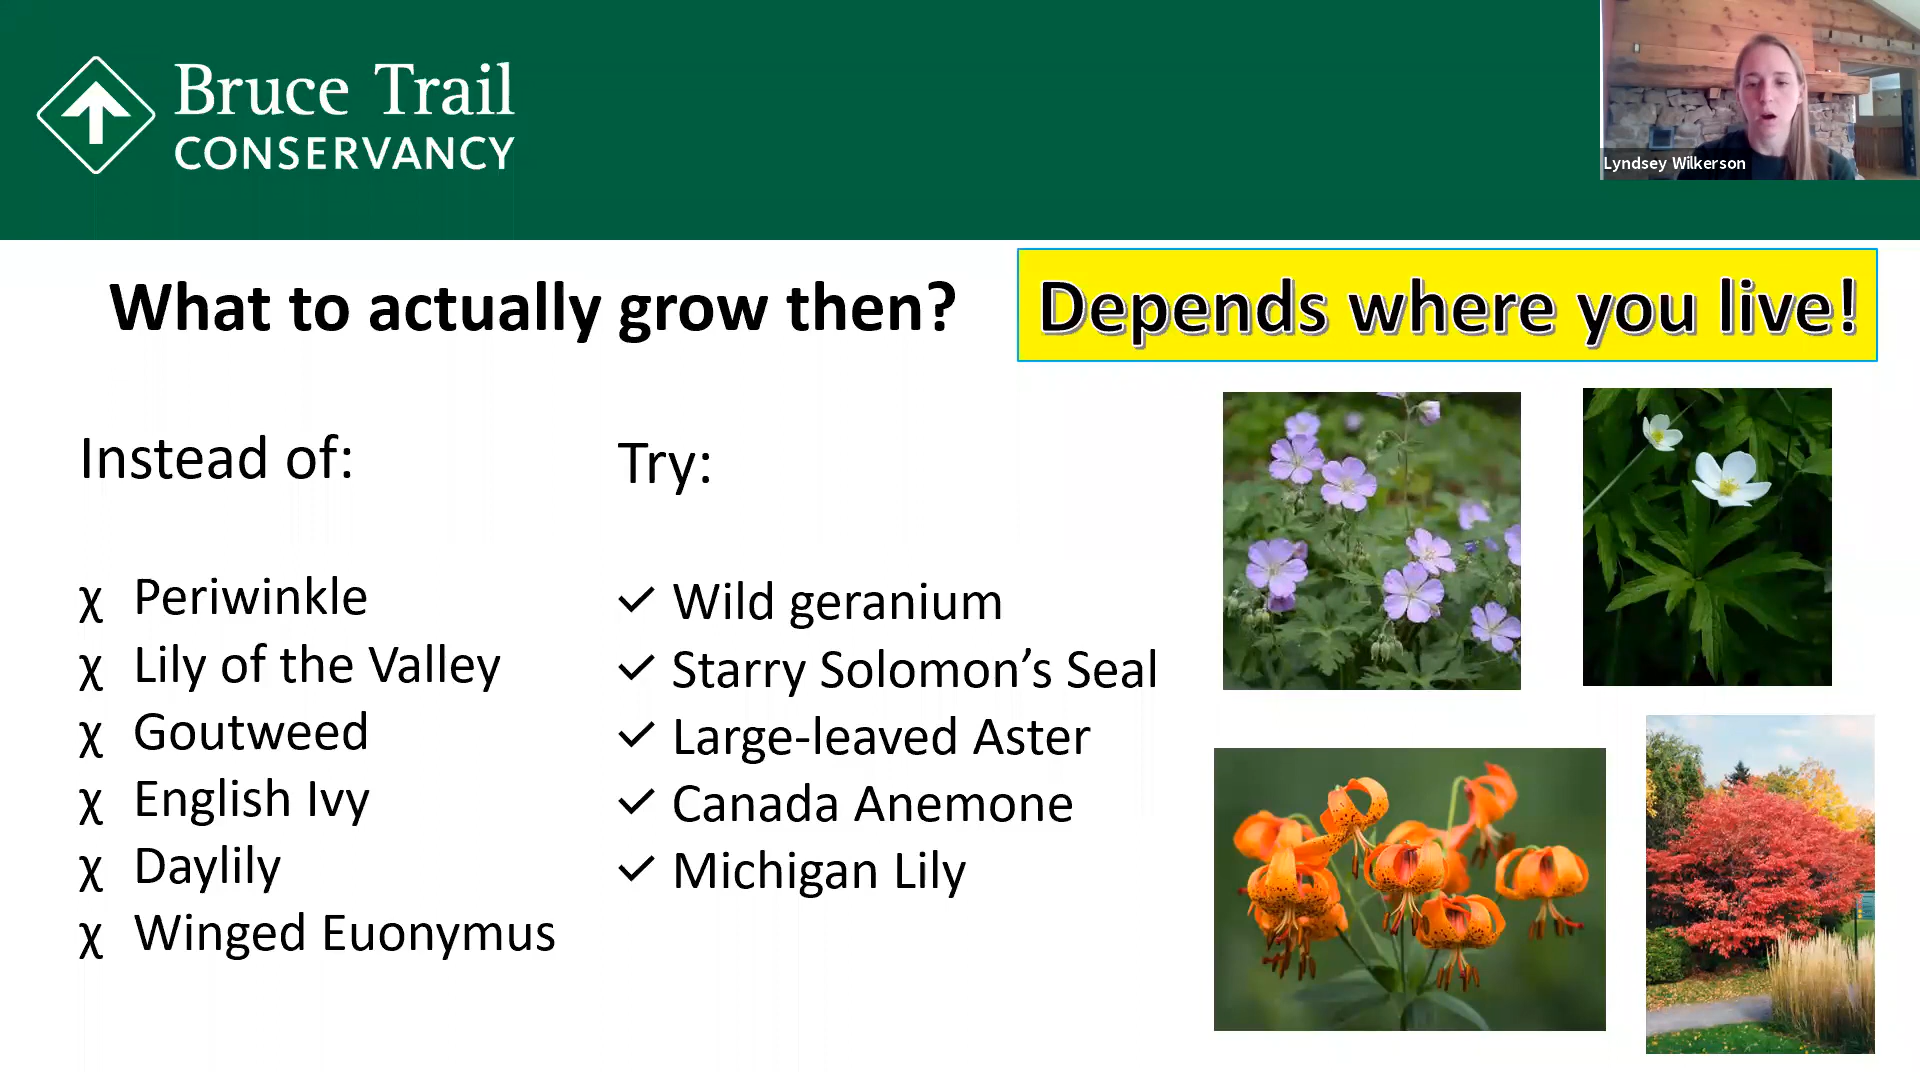 Bruce Trail
CONSERVANCY
Lyndsey Wilkerson
What to actually grow then?
Depends where you live!
Instead of:
χ Periwinkle
χ Lily of the Valley
χ Goutweed
χ English Ivy
χ Daylily
χ Winged Euonymus
Try:
✓ Wild geranium
✓ Starry Solomon’s Seal
✓ Large-leaved Aster
✓ Canada Anemone
✓ Michigan Lily